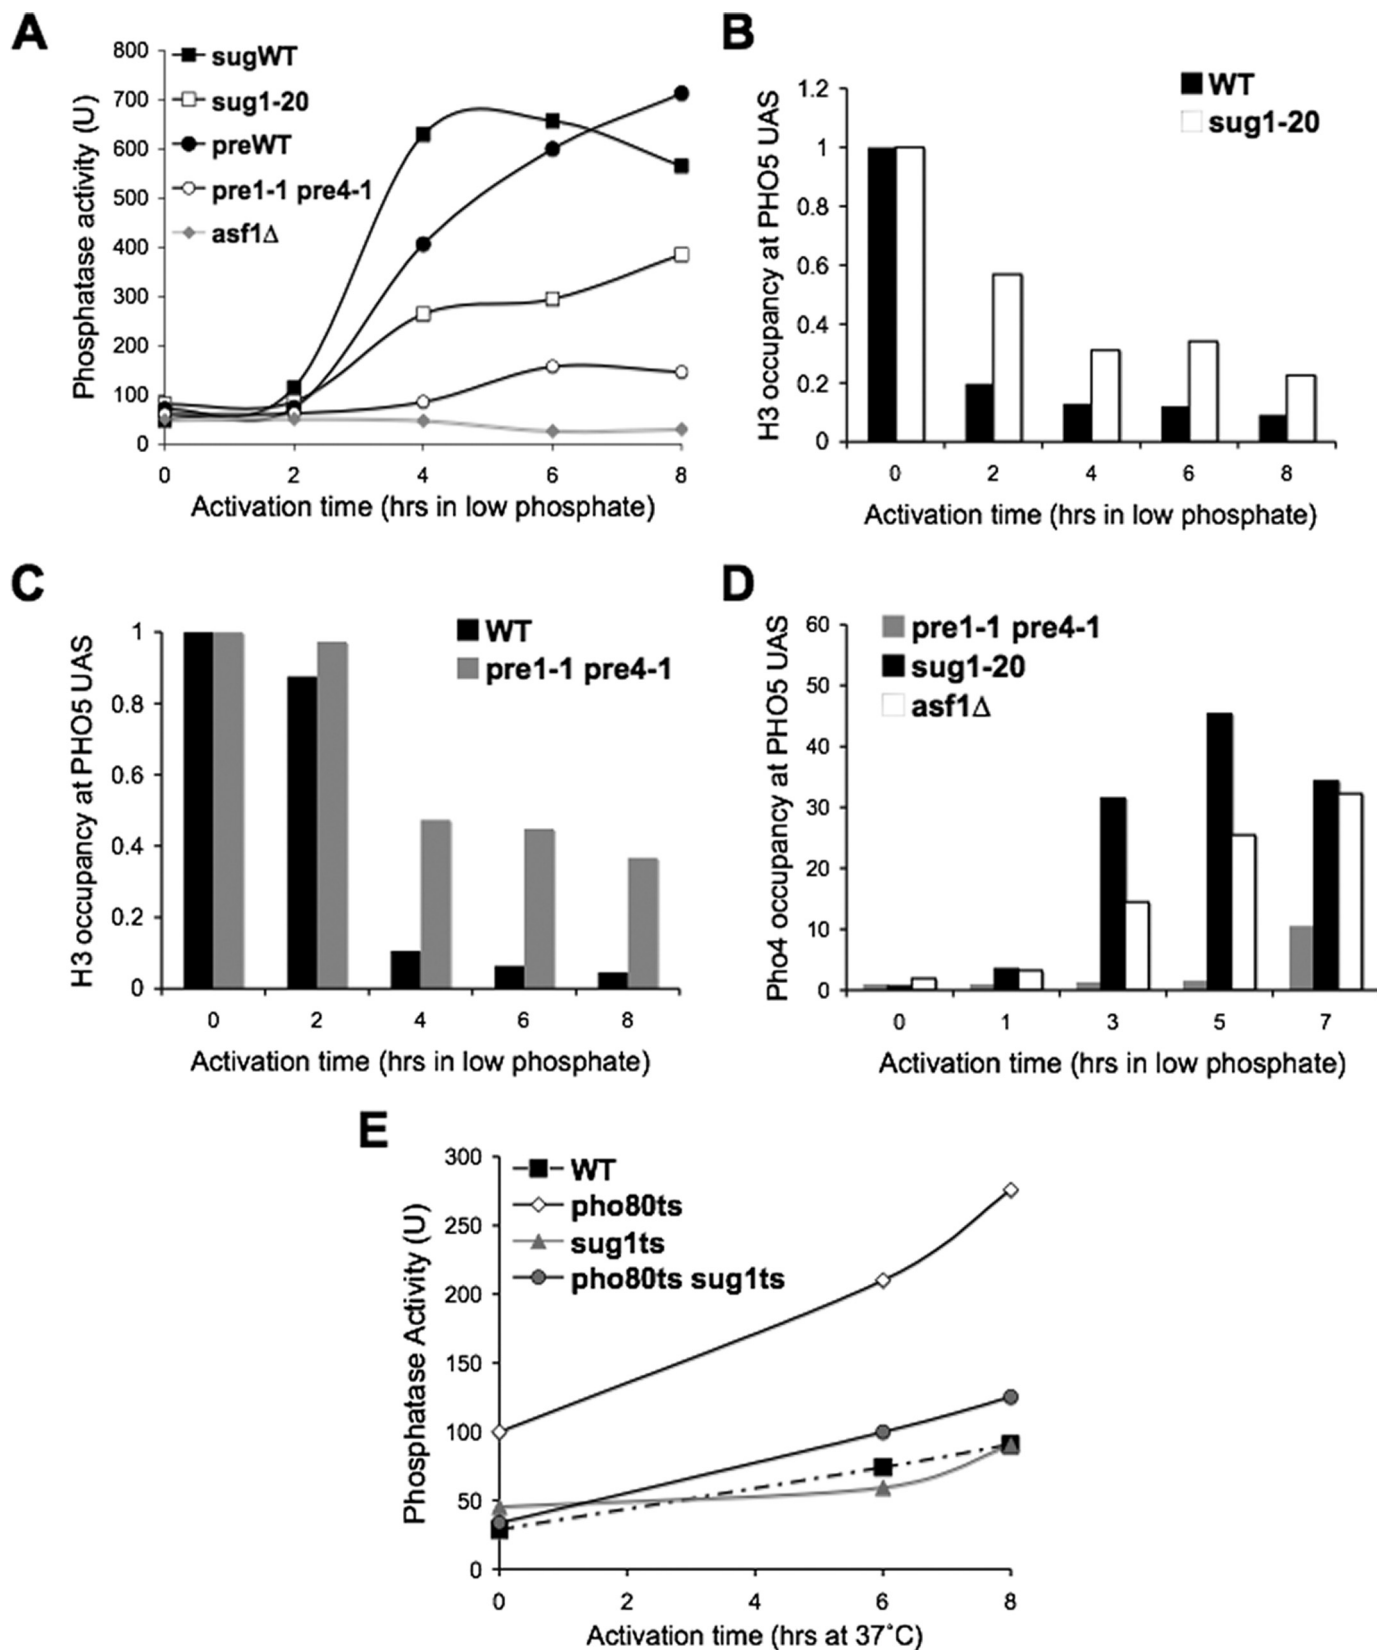 A
Phosphatase activity (U)
800
700
600
500
400
300
200
100
0
sugWT
sug1-20
preWT
pre1-1 pre4-1
asf1Δ
0 2 4 6 8
Activation time (hrs in low phosphate)
B
H3 occupancy at PHO5 UAS
1.2
1
0.8
0.6
0.4
0.2
0
WT
sug1-20
0 2 4 6 8
Activation time (hrs in low phosphate)
C
H3 occupancy at PHO5 UAS
1
0.8
0.6
0.4
0.2
0
WT
pre1-1 pre4-1
0 2 4 6 8
Activation time (hrs in low phosphate)
D
Pho4 occupancy at PHO5 UAS
60
50
40
30
20
10
0
pre1-1 pre4-1
sug1-20
asf1Δ
0 1 3 5 7
Activation time (hrs in low phosphate)
E
Phosphatase Activity (U)
300
250
200
150
100
50
0
WT
pho80ts
sug1ts
pho80ts sug1ts
0 2 4 6 8
Activation time (hrs at 37˚C)